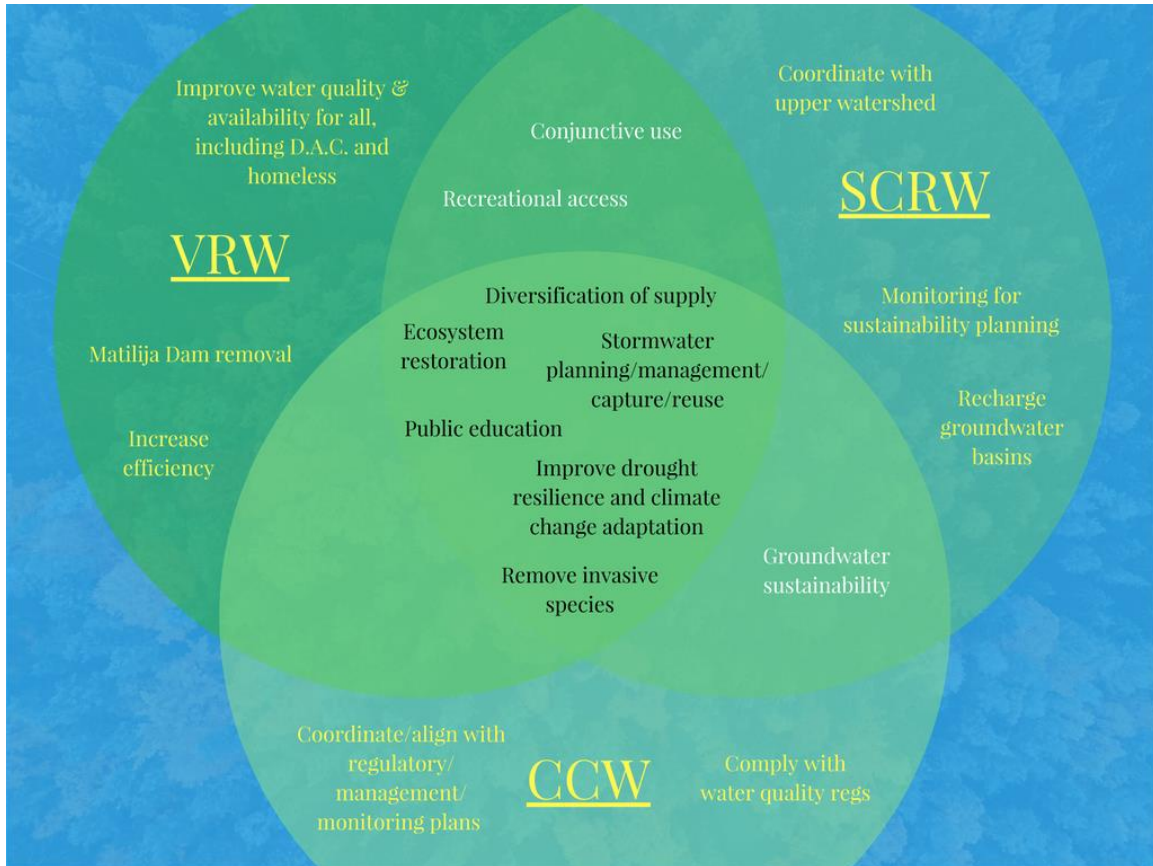 Improve water quality &
availability for all,
including D.A.C. and
homeless
VRW
Matilija Dam removal
Increase
efficiency
Conjunctive use
Recreational access
Coordinate with
upper watershed
SCRW
Monitoring for
sustainability planning
Recharge
groundwater
basins
Diversification of supply
Ecosystem
restoration
Stormwater
planning/management/
capture/reuse
Public education
Improve drought
resilience and climate
change adaptation
Remove invasive
species
Groundwater
sustainability
Coordinate/align with
regulatory/
management/
monitoring plans
CCW
Comply with
water quality regs